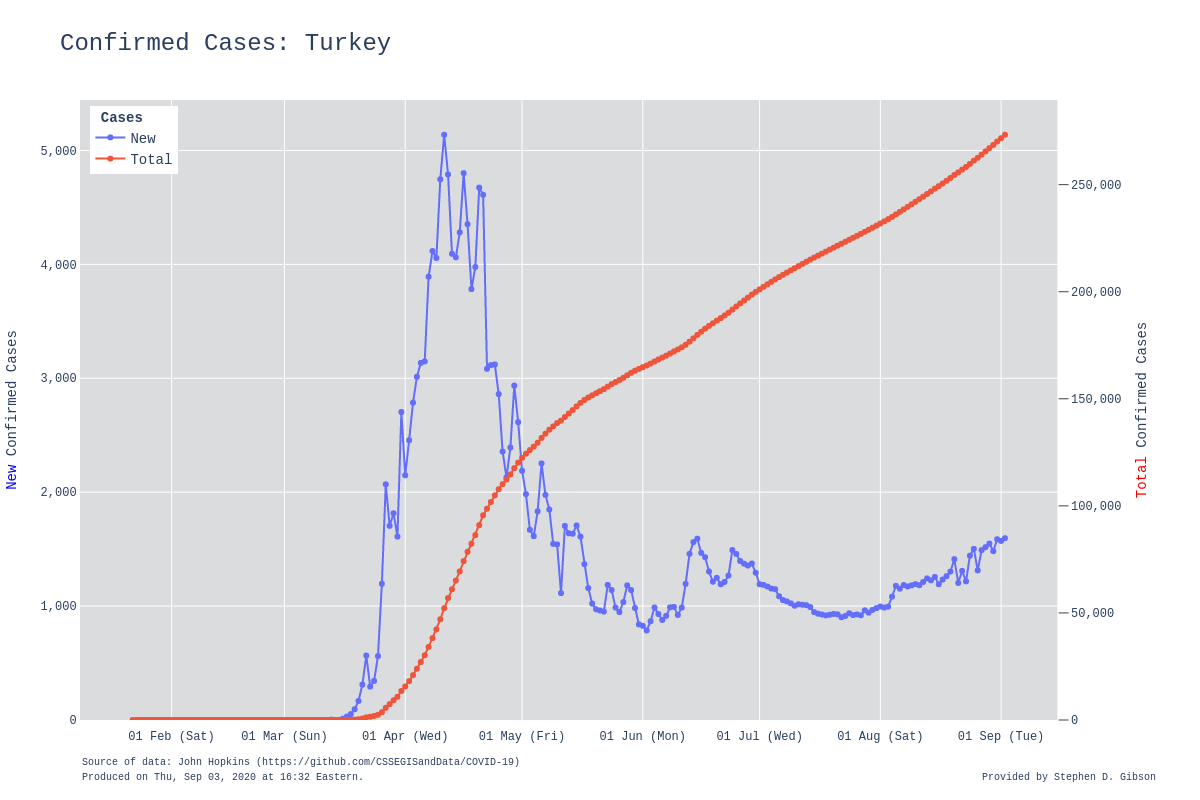 Confirmed Cases: Turkey
Cases
New
Total
5,000
4,000
3,000
2,000
1,000
0
250,000
200,000
150,000
100,000
50,000
0
New Confirmed Cases
Total Confirmed Cases
01 Feb (Sat) 01 Mar (Sun) 01 Apr (Wed) 01 May (Fri) 01 Jun (Mon) 01 Jul (Wed) 01 Aug (Sat) 01 Sep (Tue)
Source of data: John Hopkins (https://github.com/CSSEGISandData/COVID-19)
Produced on Thu, Sep 03, 2020 at 16:32 Eastern.
Provided by Stephen D. Gibson